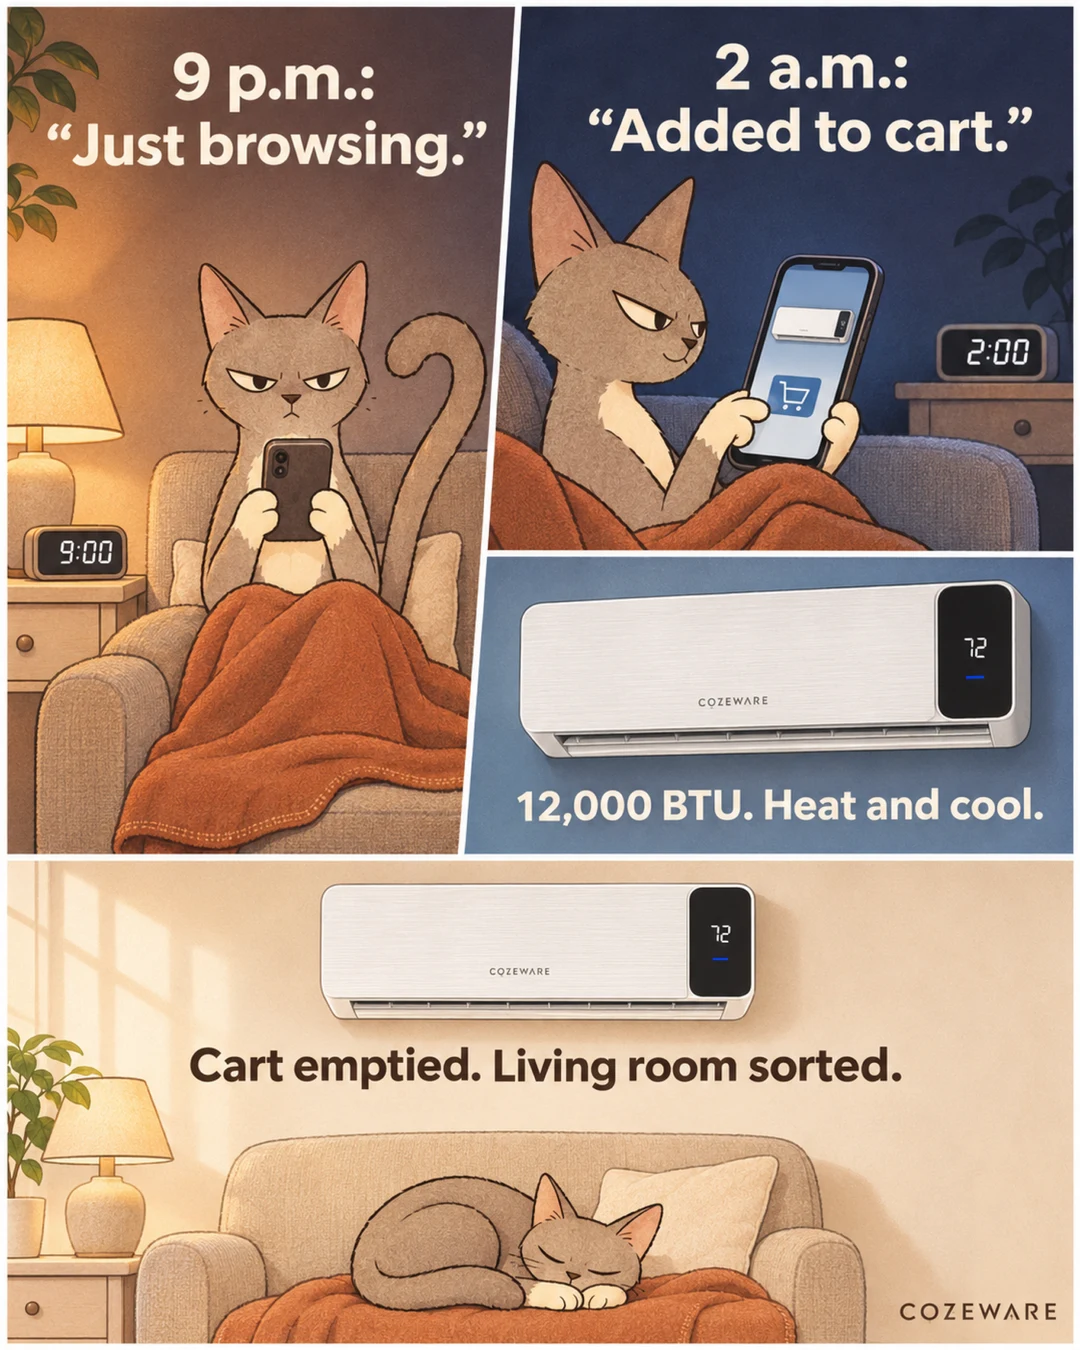 9 p.m.:
“Just browsing.”
9:00
2 a.m.:
“Added to cart.”
2:00
72
COZEWARE
12,000 BTU. Heat and cool.
72
COZEWARE
Cart emptied. Living room sorted.
COZEWARE